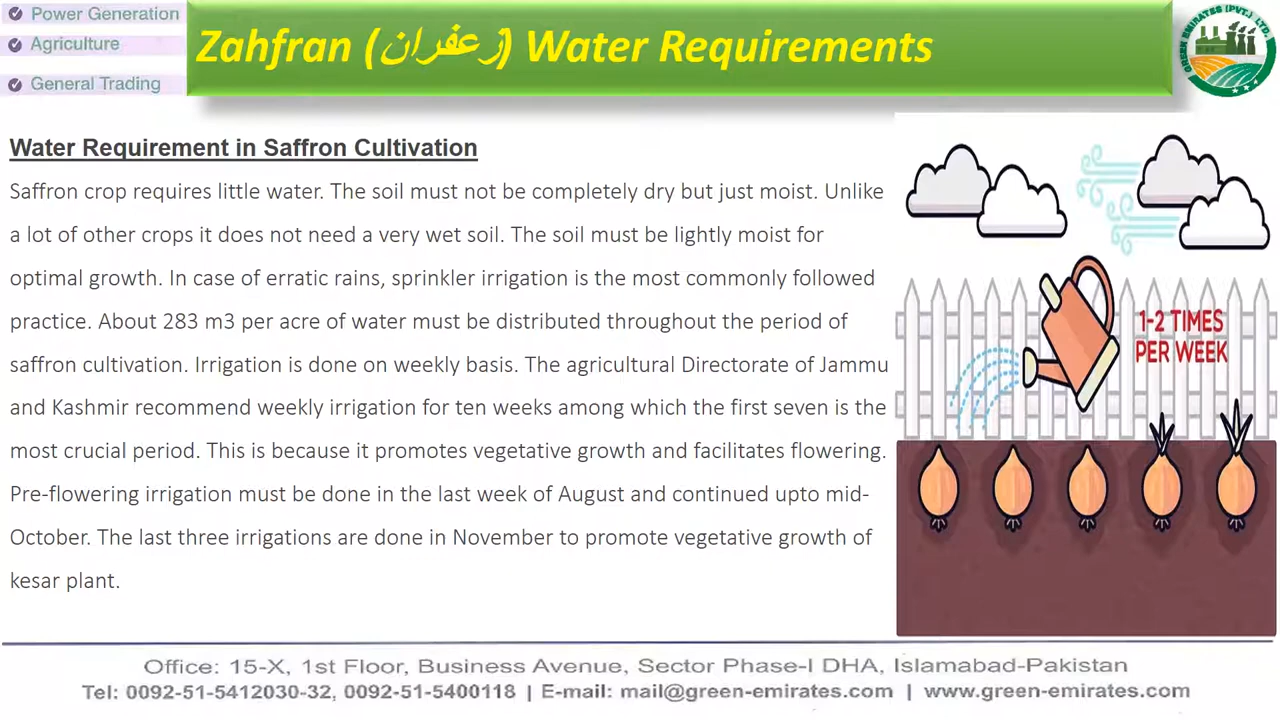 Power Generation
Agriculture
General Trading
Zahfran (زعفران) Water Requirements
GREEN EMIRATES (PVT.) LTD.
Water Requirement in Saffron Cultivation
Saffron crop requires little water. The soil must not be completely dry but just moist. Unlike
a lot of other crops it does not need a very wet soil. The soil must be lightly moist for
optimal growth. In case of erratic rains, sprinkler irrigation is the most commonly followed
practice. About 283 m3 per acre of water must be distributed throughout the period of
saffron cultivation. Irrigation is done on weekly basis. The agricultural Directorate of Jammu
and Kashmir recommend weekly irrigation for ten weeks among which the first seven is the
most crucial period. This is because it promotes vegetative growth and facilitates flowering.
Pre-flowering irrigation must be done in the last week of August and continued upto mid-
October. The last three irrigations are done in November to promote vegetative growth of
kesar plant.
1-2 TIMES
PER WEEK
Office: 15-X, 1st Floor, Business Avenue, Sector Phase-I DHA, Islamabad-Pakistan
Tel: 0092-51-5412030-32, 0092-51-5400118 | E-mail: mail@green-emirates.com | www.green-emirates.com